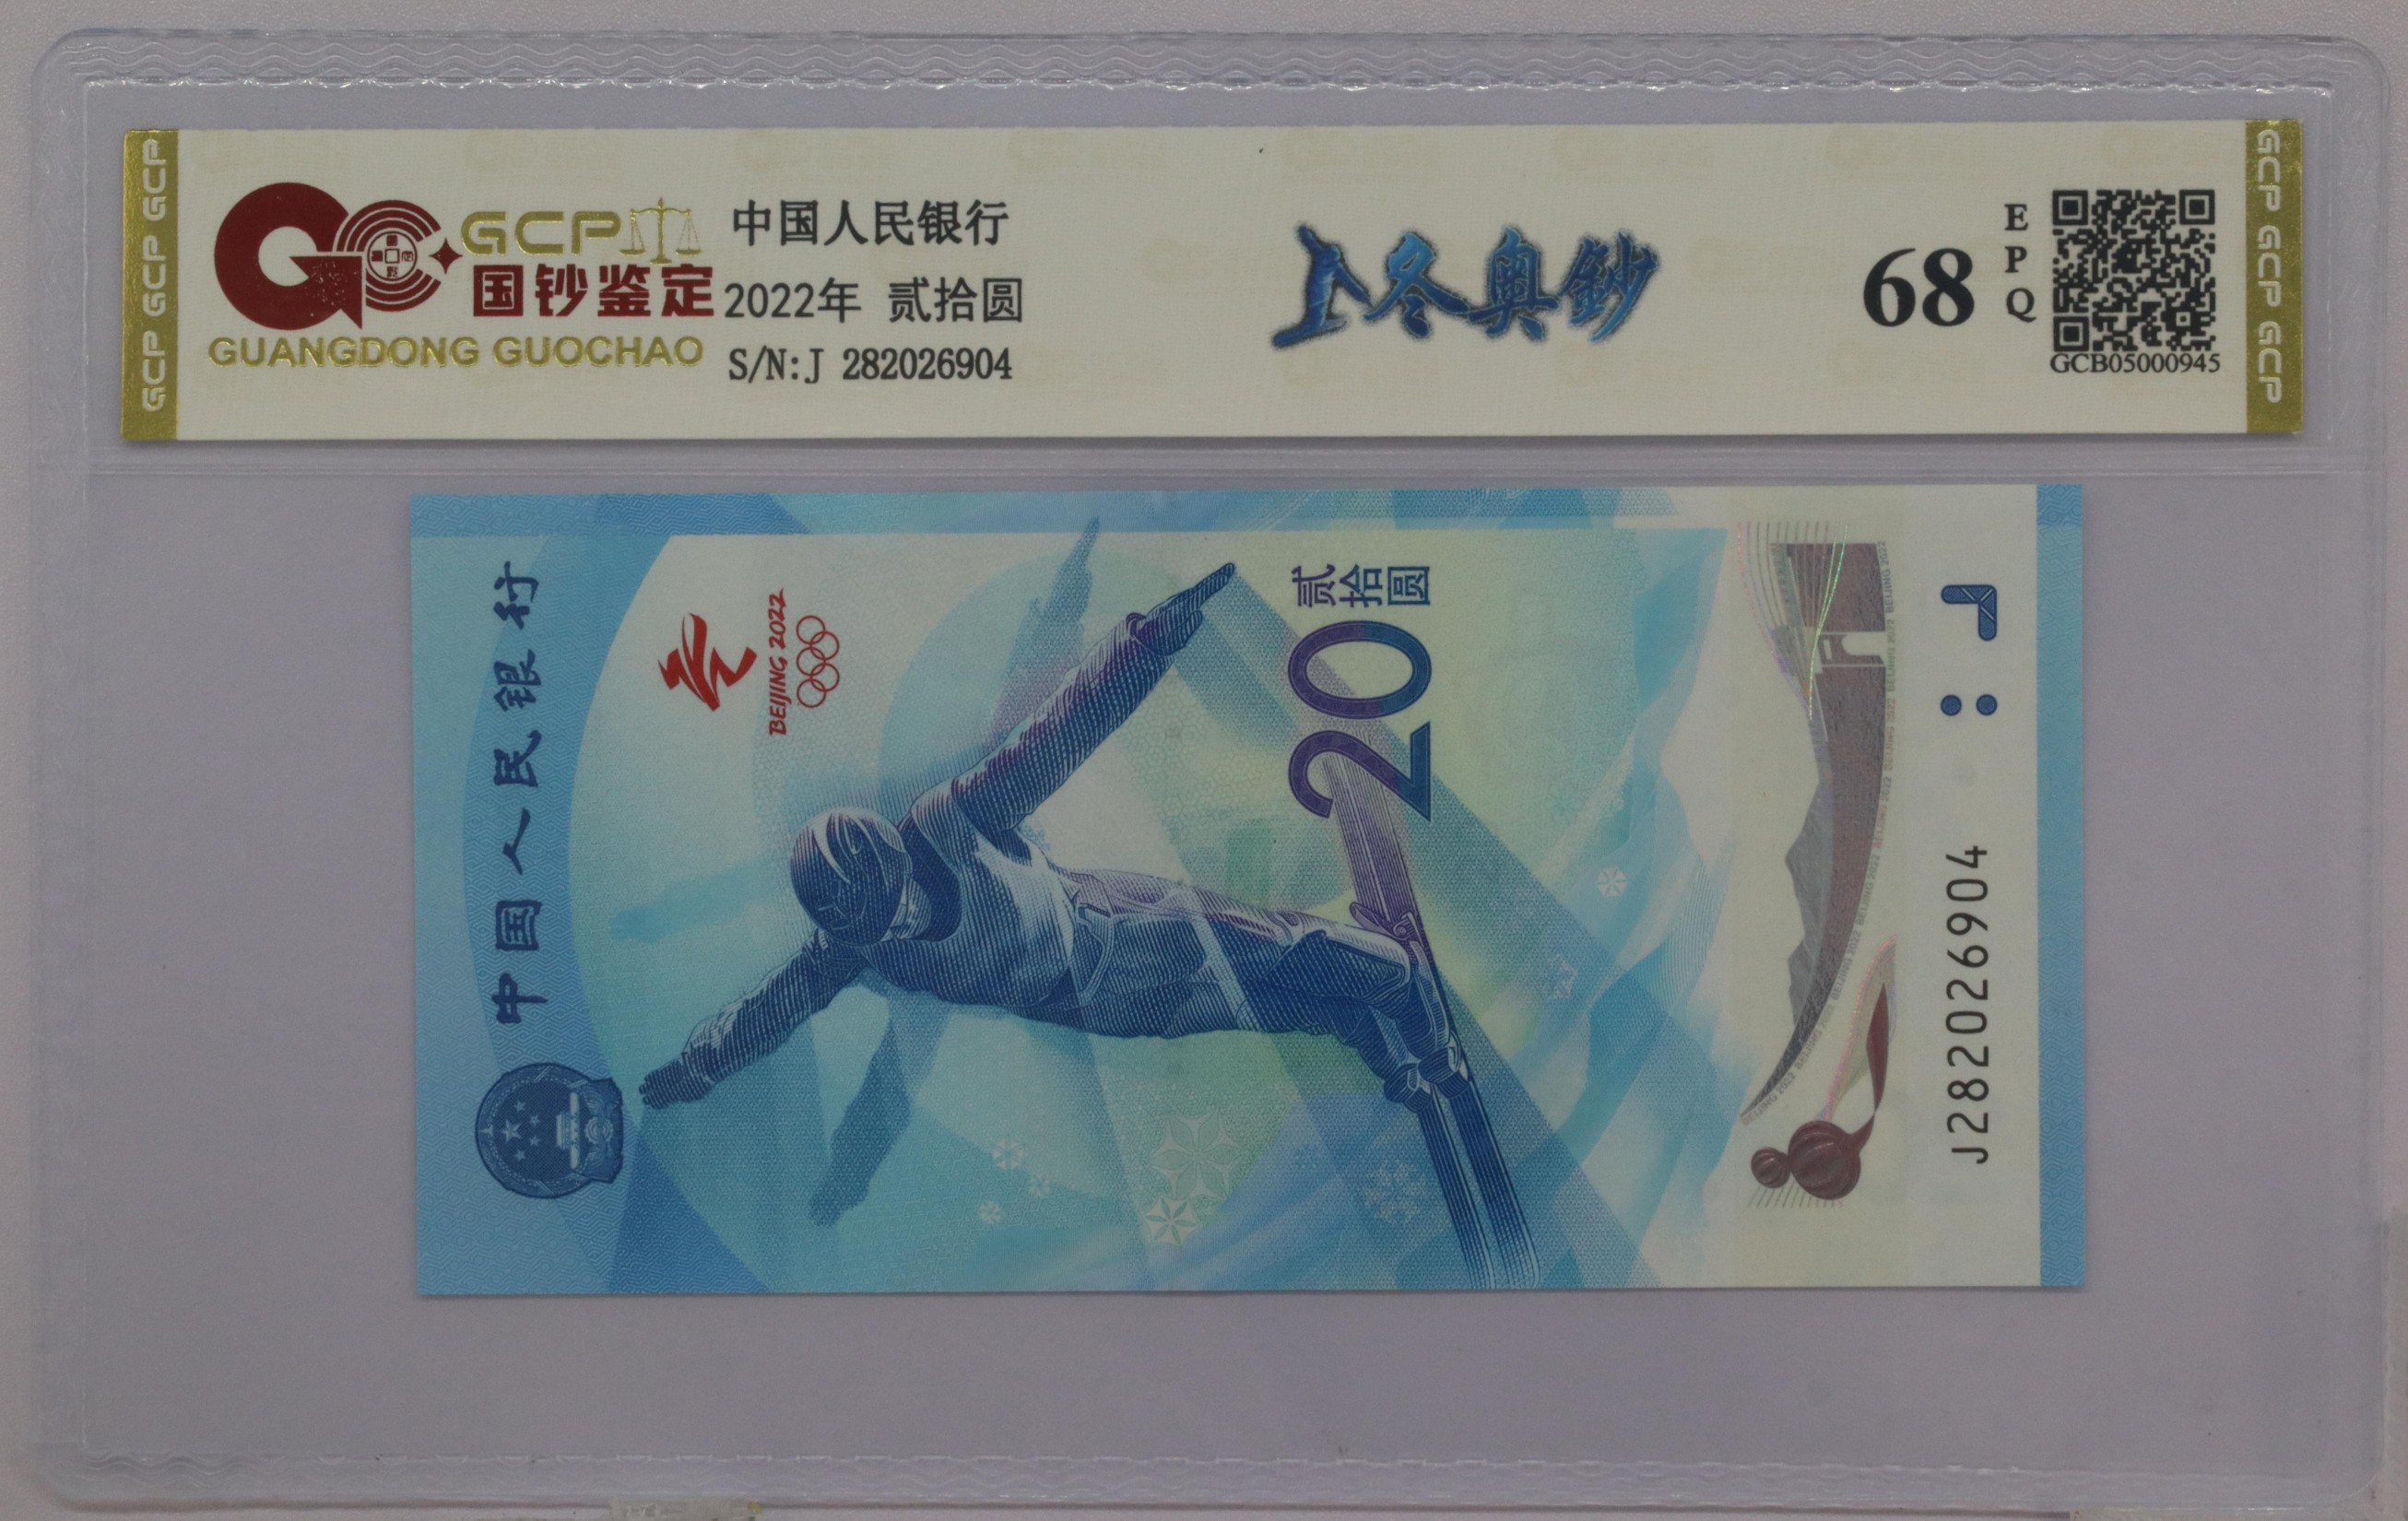 GCP GCP GCP
GCP
国钞鉴定
GUANGDONG GUOCHAO
中国人民银行
2022年 贰拾圆
S/N:J 282026904
冬奥鈔
68
EPQ
GCB05000945
GCP GCP GCP
中国人民银行
BEIJING 2022
贰拾圆
20
J282026904